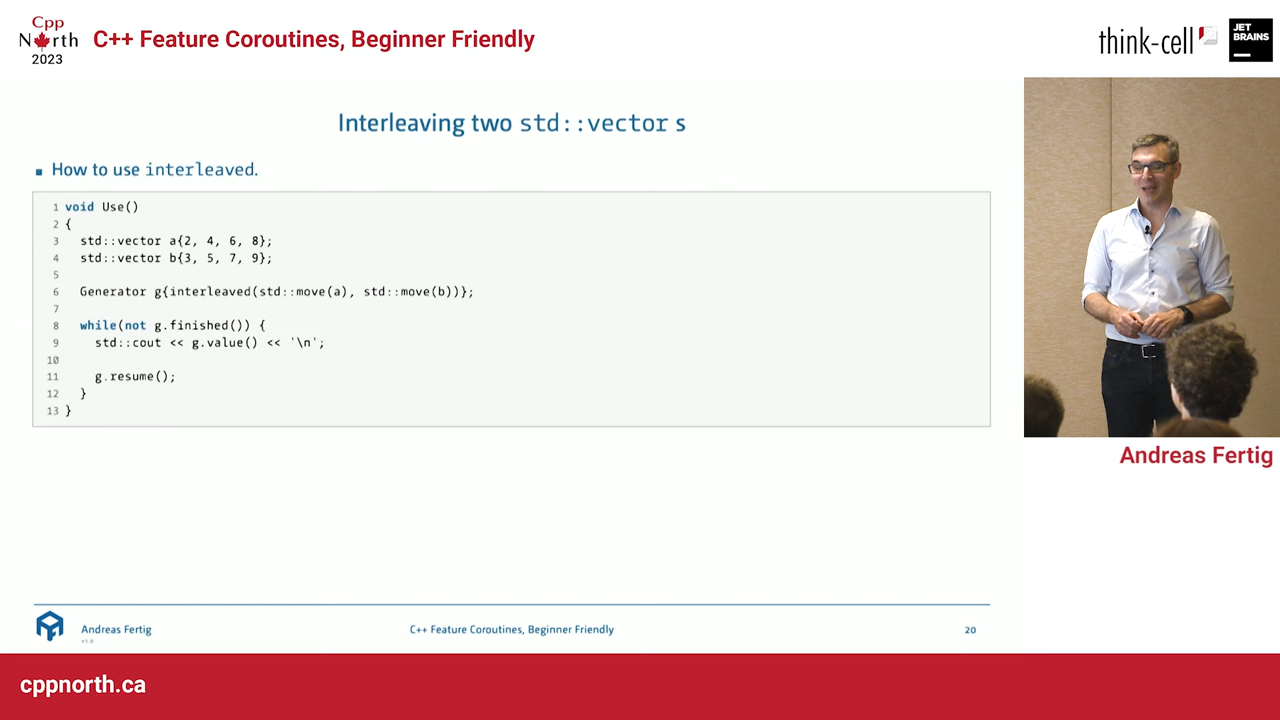 Cpp
North
2023
C++ Feature Coroutines, Beginner Friendly
think-cell
JET
BRAINS
Interleaving two std::vector s
How to use interleaved.
1 void Use()
2 {
3   std::vector a{2, 4, 6, 8};
4   std::vector b{3, 5, 7, 9};
5
6   Generator g{interleaved(std::move(a), std::move(b))};
7
8   while(not g.finished()) {
9     std::cout << g.value() << '\n';
10
11     g.resume();
12   }
13 }
Andreas Fertig
Andreas Fertig
v1.0
C++ Feature Coroutines, Beginner Friendly
20
cppnorth.ca